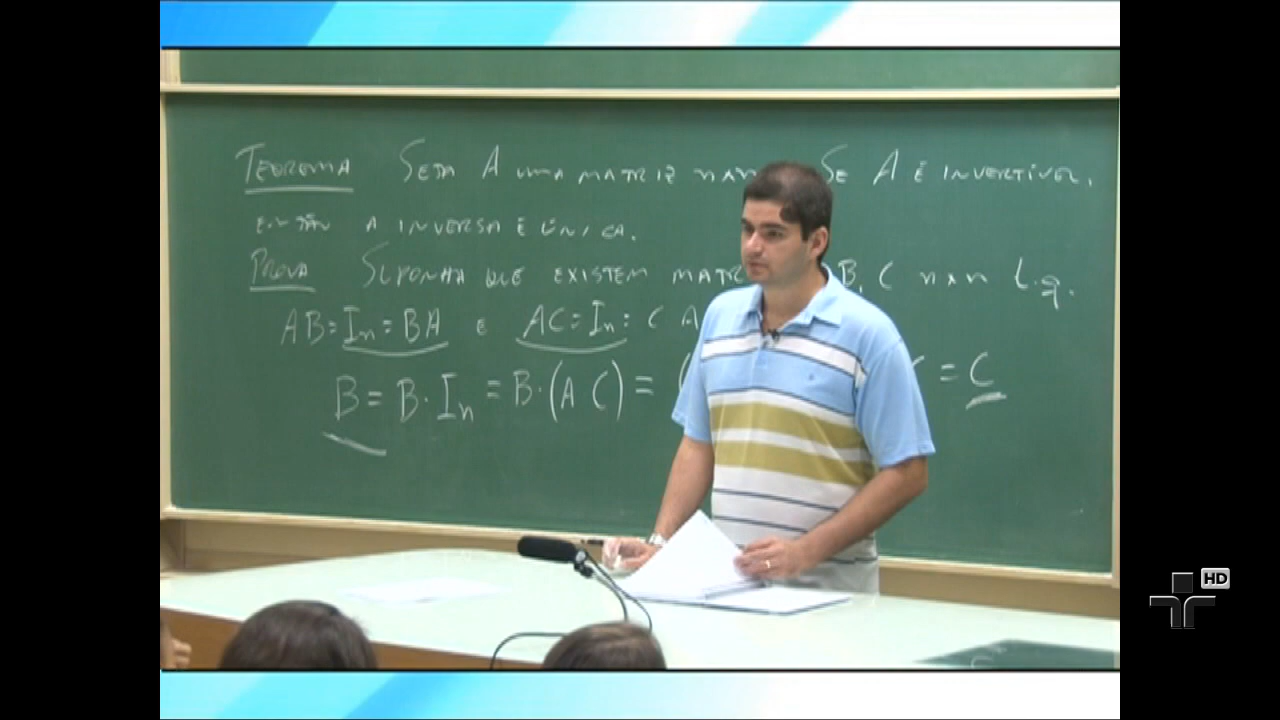 TEOREMA SEJA A UMA MATRIZ n×n SE A É INVERTÍVEL,
ENTÃO A INVERSA É ÚNICA.
PROVA SUPONHA QUE EXISTEM B, C n×n t.q.
AB = In = BA E AC = In = C A
B = B · In = B · (A C) = ( = C
HD